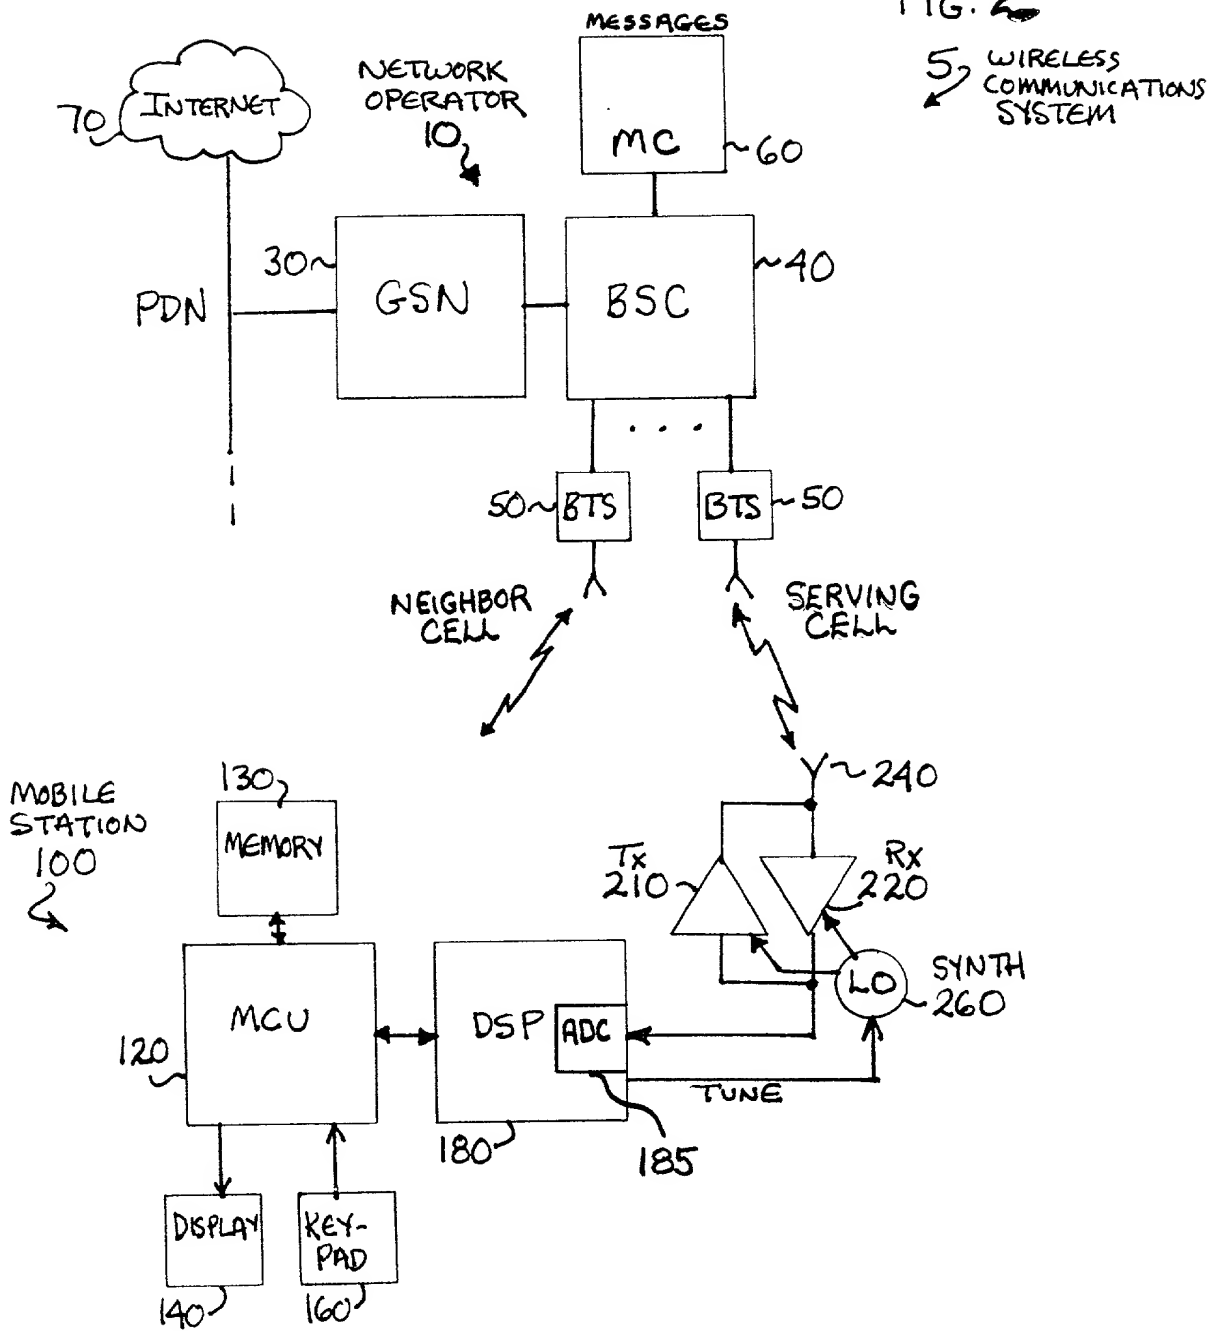 FIG. 2
MESSAGES
5 WIRELESS
COMMUNICATIONS
SYSTEM
NETWORK
OPERATOR
10
INTERNET
70
MC
60
30
GSN
BSC
40
PDN
50
BTS
BTS
50
NEIGHBOR
CELL
SERVING
CELL
240
MOBILE
STATION
100
130
MEMORY
Tx
210
Rx
220
MCU
120
DSP
ADC
LO
SYNTH
260
TUNE
180
185
DISPLAY
KEY-
PAD
140
160